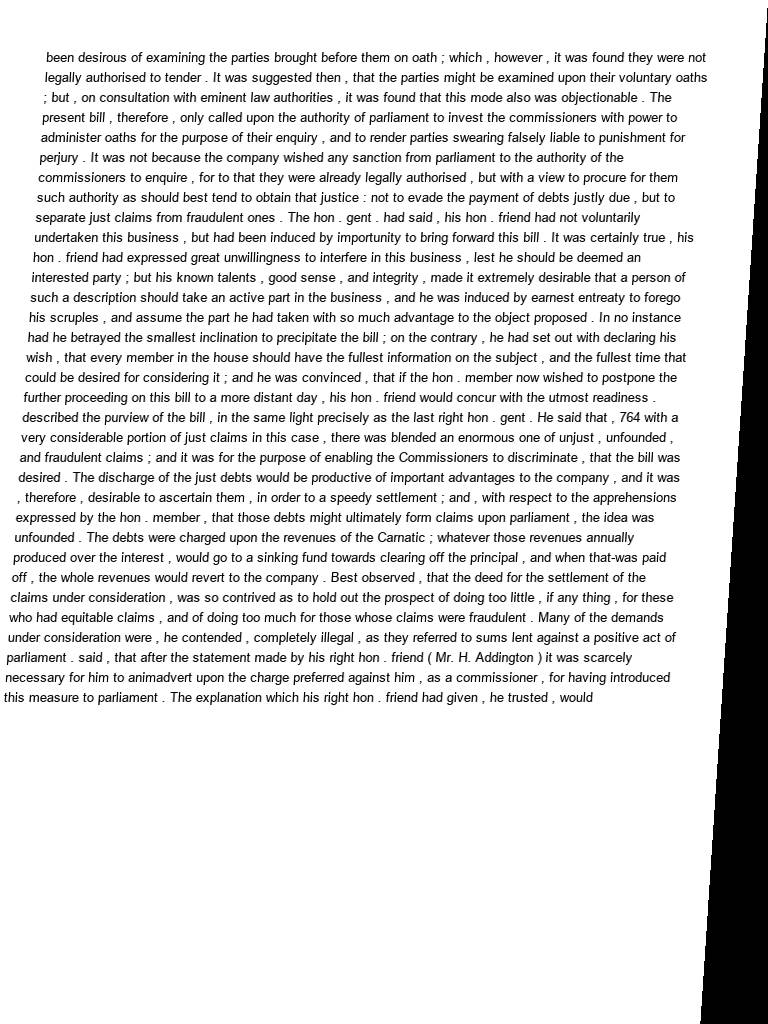 been desirous of examining the parties brought before them on oath ; which , however , it was found they were not
legally authorised to tender . It was suggested then , that the parties might be examined upon their voluntary oaths
; but , on consultation with eminent law authorities , it was found that this mode also was objectionable . The
present bill , therefore , only called upon the authority of parliament to invest the commissioners with power to
administer oaths for the purpose of their enquiry , and to render parties swearing falsely liable to punishment for
perjury . It was not because the company wished any sanction from parliament to the authority of the
commissioners to enquire , for to that they were already legally authorised , but with a view to procure for them
such authority as should best tend to obtain that justice : not to evade the payment of debts justly due , but to
separate just claims from fraudulent ones . The hon . gent . had said , his hon . friend had not voluntarily
undertaken this business , but had been induced by importunity to bring forward this bill . It was certainly true , his
hon . friend had expressed great unwillingness to interfere in this business , lest he should be deemed an
interested party ; but his known talents , good sense , and integrity , made it extremely desirable that a person of
such a description should take an active part in the business , and he was induced by earnest entreaty to forego
his scruples , and assume the part he had taken with so much advantage to the object proposed . In no instance
had he betrayed the smallest inclination to precipitate the bill ; on the contrary , he had set out with declaring his
wish , that every member in the house should have the fullest information on the subject , and the fullest time that
could be desired for considering it ; and he was convinced , that if the hon . member now wished to postpone the
further proceeding on this bill to a more distant day , his hon . friend would concur with the utmost readiness .
described the purview of the bill , in the same light precisely as the last right hon . gent . He said that , 764 with a
very considerable portion of just claims in this case , there was blended an enormous one of unjust , unfounded ,
and fraudulent claims ; and it was for the purpose of enabling the Commissioners to discriminate , that the bill was
desired . The discharge of the just debts would be productive of important advantages to the company , and it was
, therefore , desirable to ascertain them , in order to a speedy settlement ; and , with respect to the apprehensions
expressed by the hon . member , that those debts might ultimately form claims upon parliament , the idea was
unfounded . The debts were charged upon the revenues of the Carnatic ; whatever those revenues annually
produced over the interest , would go to a sinking fund towards clearing off the principal , and when that-was paid
off , the whole revenues would revert to the company . Best observed , that the deed for the settlement of the
claims under consideration , was so contrived as to hold out the prospect of doing too little , if any thing , for these
who had equitable claims , and of doing too much for those whose claims were fraudulent . Many of the demands
under consideration were , he contended , completely illegal , as they referred to sums lent against a positive act of
parliament . said , that after the statement made by his right hon . friend ( Mr. H. Addington ) it was scarcely
necessary for him to animadvert upon the charge preferred against him , as a commissioner , for having introduced
this measure to parliament . The explanation which his right hon . friend had given , he trusted , would